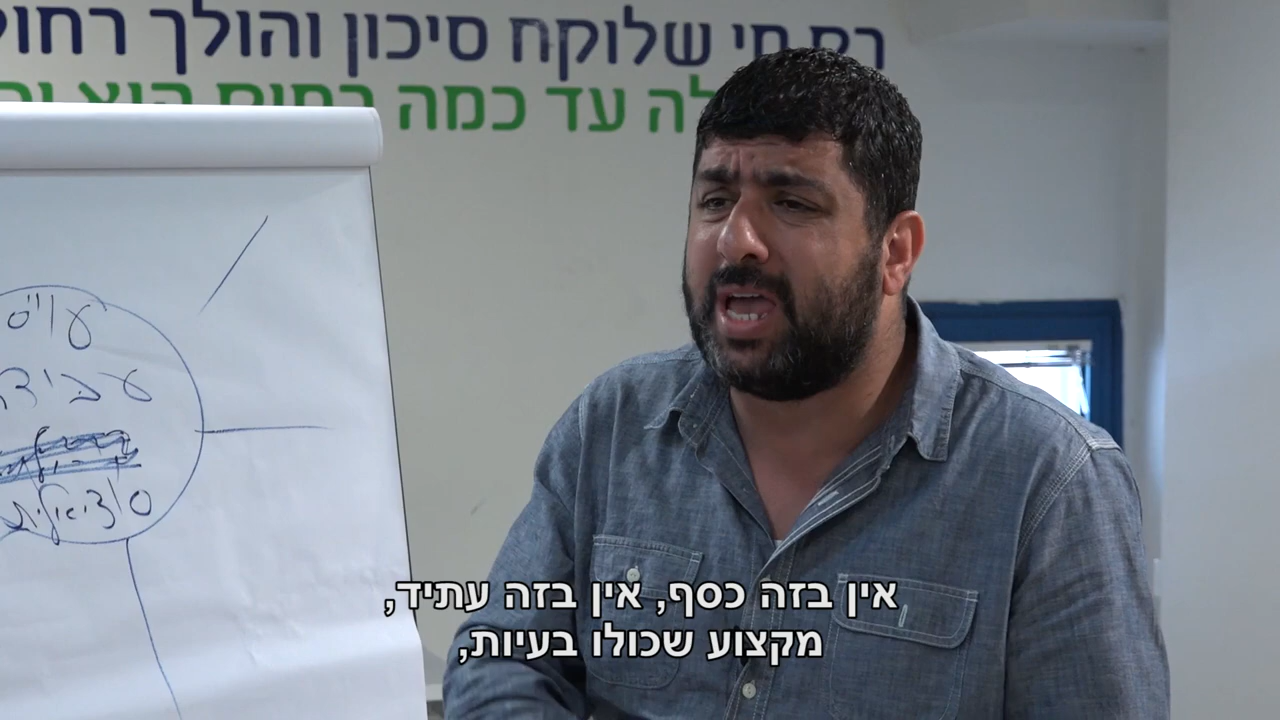 רק מי שלוקח סיכון והולך רחוק
לה עד כמה רחוק הוא
עו"ס
עבודה
סוציאלית
אין בזה כסף, אין בזה עתיד,
מקצוע שכולו בעיות,